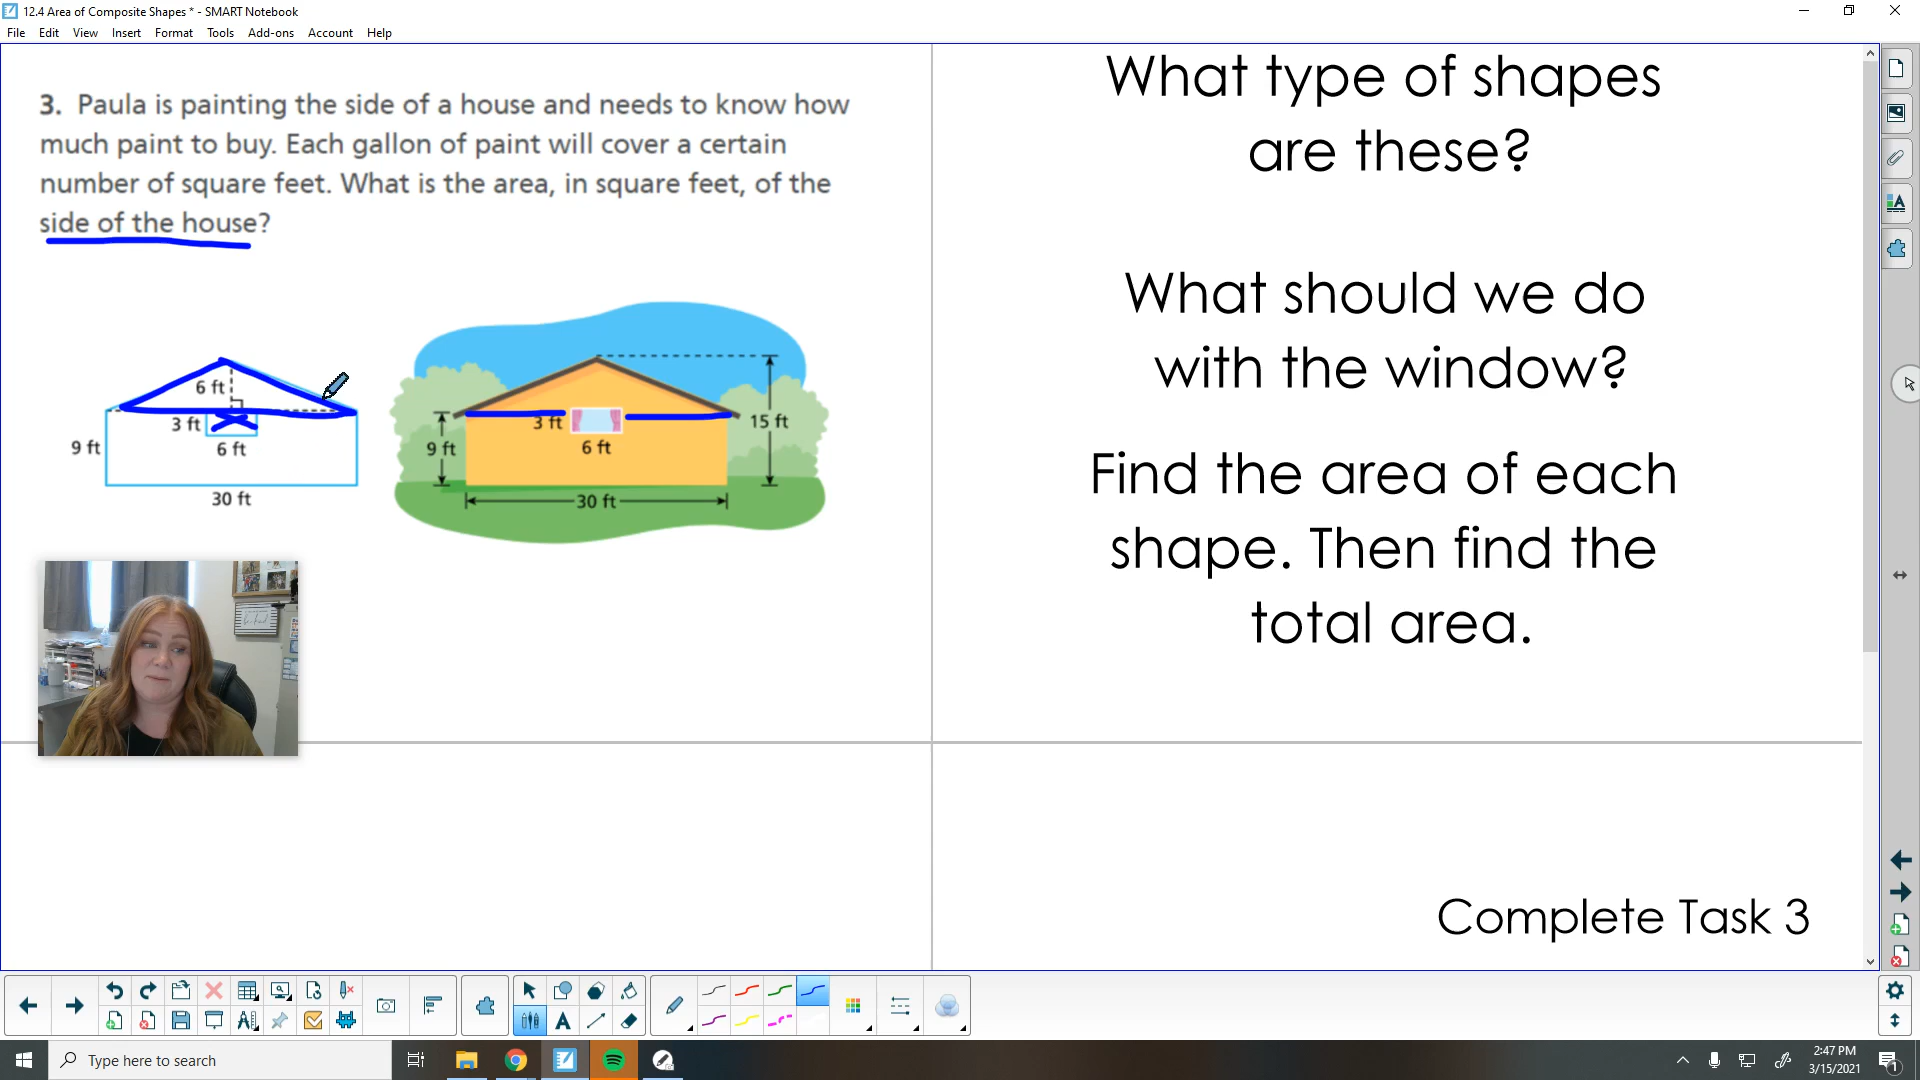 12.4 Area of Composite Shapes * - SMART Notebook
File Edit View Insert Format Tools Add-ons Account Help
3. Paula is painting the side of a house and needs to know how
much paint to buy. Each gallon of paint will cover a certain
number of square feet. What is the area, in square feet, of the
side of the house?
6 ft
3 ft
9 ft
6 ft
30 ft
3 ft
15 ft
9 ft
6 ft
30 ft
What type of shapes
are these?
What should we do
with the window?
Find the area of each
shape. Then find the
total area.
Complete Task 3
Type here to search
2:47 PM
3/15/2021
1